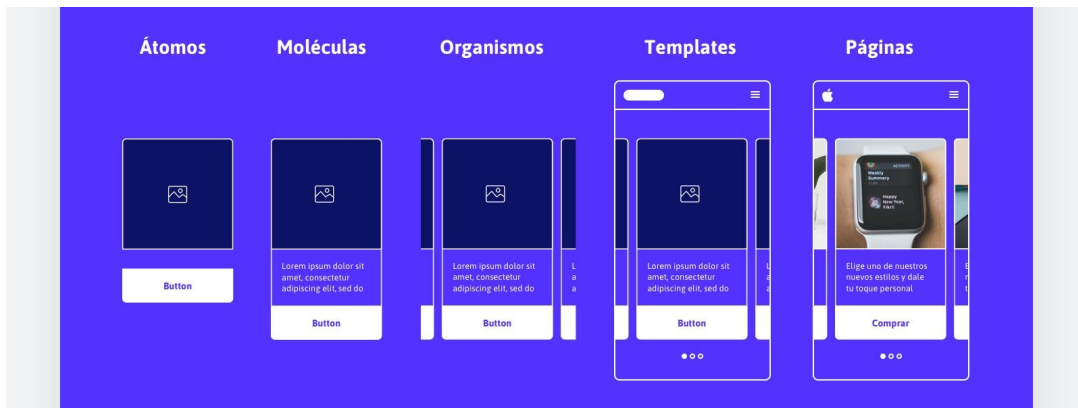 Átomos
Moléculas
Organismos
Templates
Páginas
Button
Lorem ipsum dolor sit
amet, consectetur
adipiscing elit, sed do
Button
Lorem ipsum dolor sit
amet, consectetur
adipiscing elit, sed do
Button
L
a
a
Lorem ipsum dolor sit
amet, consectetur
adipiscing elit, sed do
Button
L
a
a
ACTIVITY
Weekly
Summary
Happy
New Year,
Fikri!
Elige uno de nuestros
nuevos estilos y dale
tu toque personal
Comprar
E
n
t